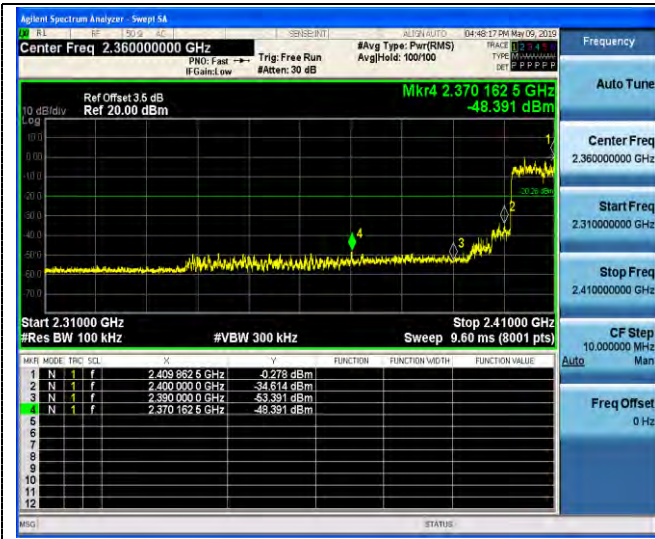 Agilent Spectrum Analyzer - Swept SA
RL RF 50 Ω AC SENSE:INT ALIGN AUTO 04:48:17 PM May 09, 2019
Center Freq 2.360000000 GHz #Avg Type: Pwr(RMS) TRACE 1 2 3 4 5 6
PNO: Fast Trig: Free Run Avg|Hold: 100/100 TYPE M
IFGain:Low #Atten: 30 dB DET P P P P P P
Frequency
Auto Tune
Center Freq
2.360000000 GHz
Start Freq
2.310000000 GHz
Stop Freq
2.410000000 GHz
CF Step
10.000000 MHz
Auto Man
Freq Offset
0 Hz
Mkr4 2.370 162 5 GHz
-48.391 dBm
Ref Offset 3.5 dB
10 dB/div Ref 20.00 dBm
Log
10.0
0.00
-10.0
-20.0
-30.0
-40.0
-50.0
-60.0
-70.0
1
-20.26 dBm
2
4
3
Start 2.31000 GHz Stop 2.41000 GHz
#Res BW 100 kHz #VBW 300 kHz Sweep 9.60 ms (8001 pts)
MKR MODE TRC SCL X Y FUNCTION FUNCTION WIDTH FUNCTION VALUE
1 N 1 f 2.409 862 5 GHz -0.278 dBm
2 N 1 f 2.400 000 0 GHz -34.614 dBm
3 N 1 f 2.390 000 0 GHz -53.391 dBm
4 N 1 f 2.370 162 5 GHz -48.391 dBm
5
6
7
8
9
10
11
12
MSG STATUS